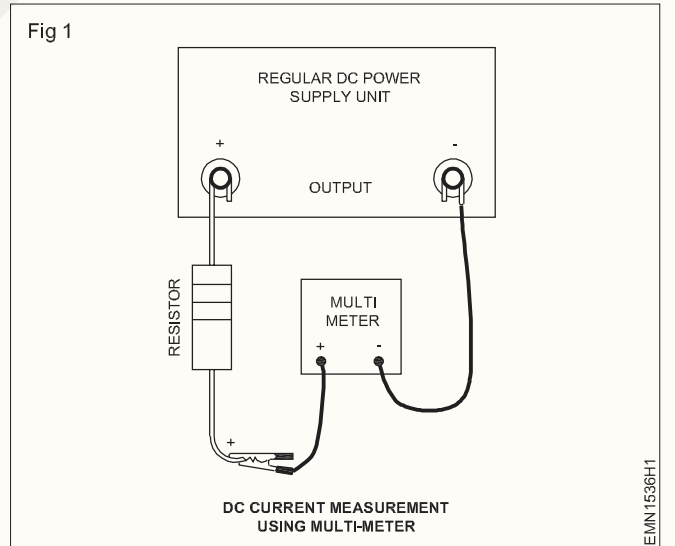 Fig 1
REGULAR DC POWER
SUPPLY UNIT
+
-
OUTPUT
RESISTOR
MULTI
METER
+
-
+
DC CURRENT MEASUREMENT
USING MULTI-METER
EMN1536H1